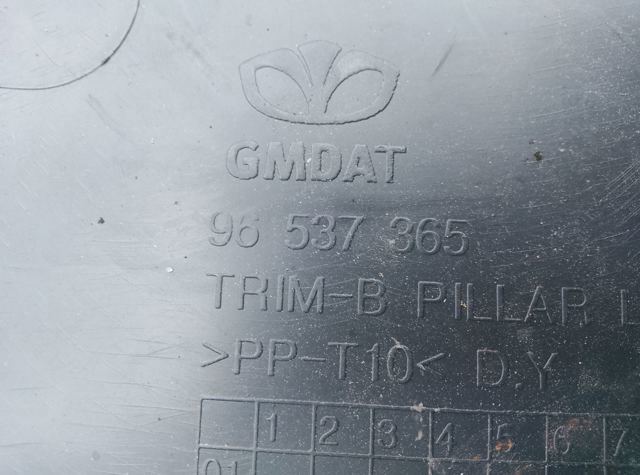 GMDAT
96 537 365
TRIM-B PILLAR L
>PP-T10< D.Y
1 2 3 4 5 6 7
01